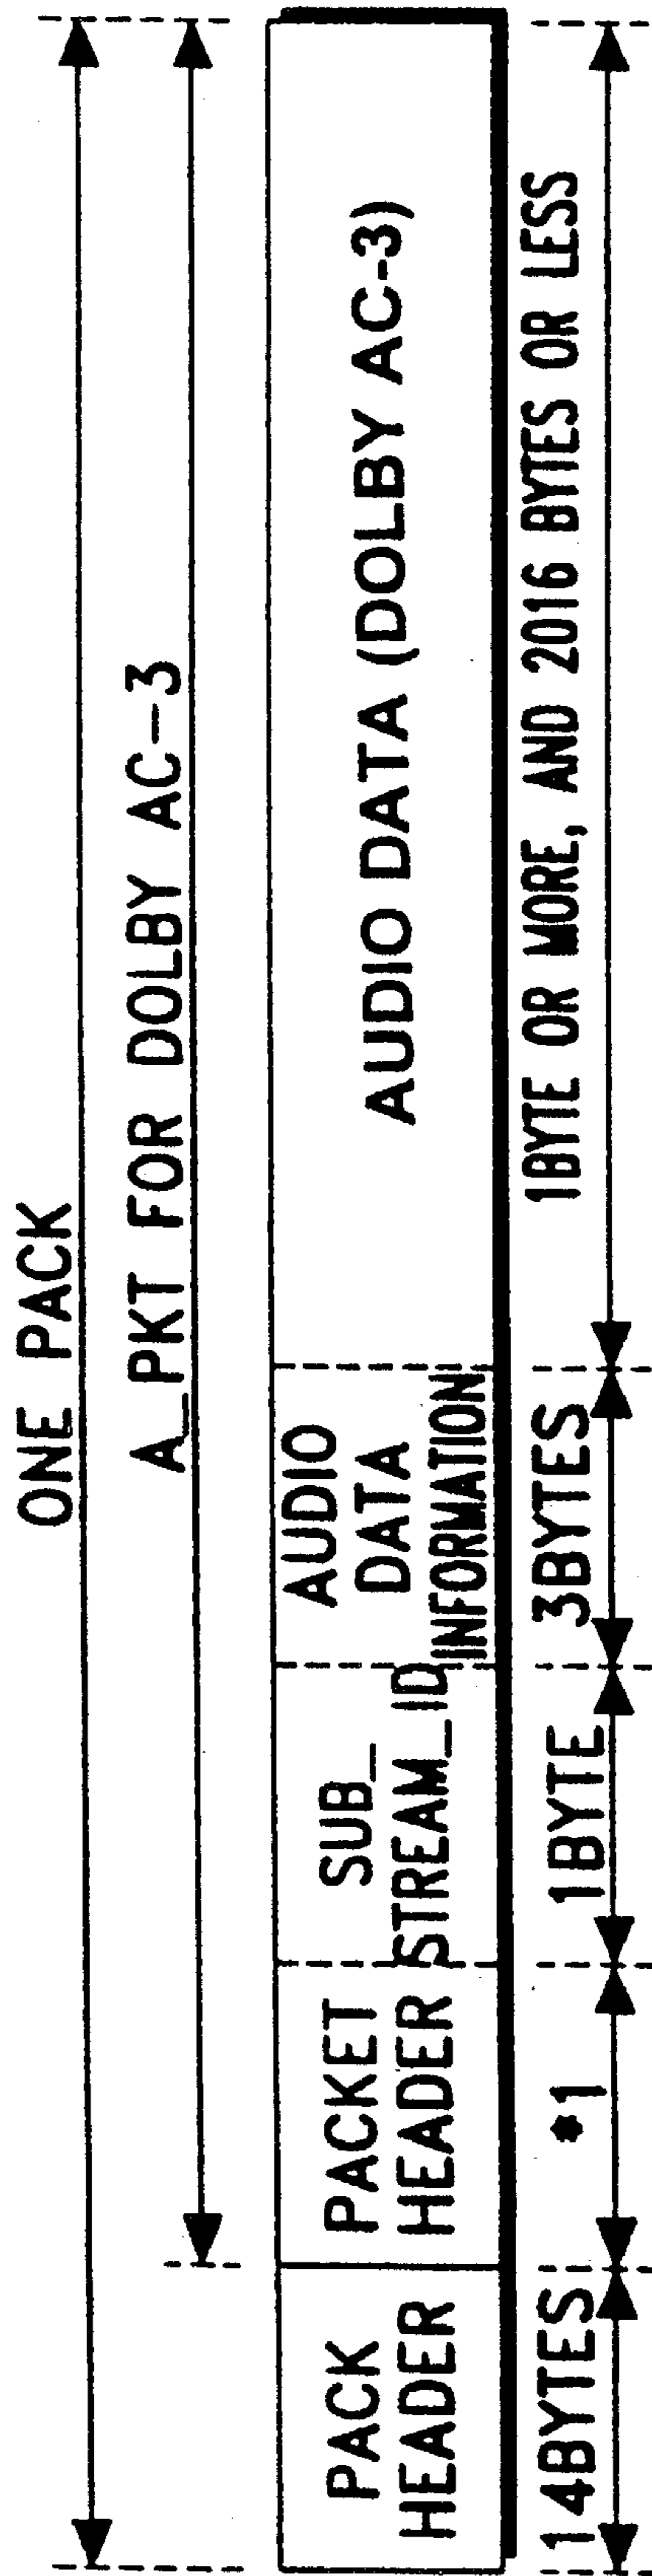 ONE PACK
A_PKT FOR DOLBY AC-3
PACK
HEADER
PACKET
HEADER
SUB_
STREAM_ID
AUDIO
DATA
INFORMATION
AUDIO DATA (DOLBY AC-3)
14BYTES
*1
1BYTE
3BYTES
1BYTE OR MORE, AND 2016 BYTES OR LESS